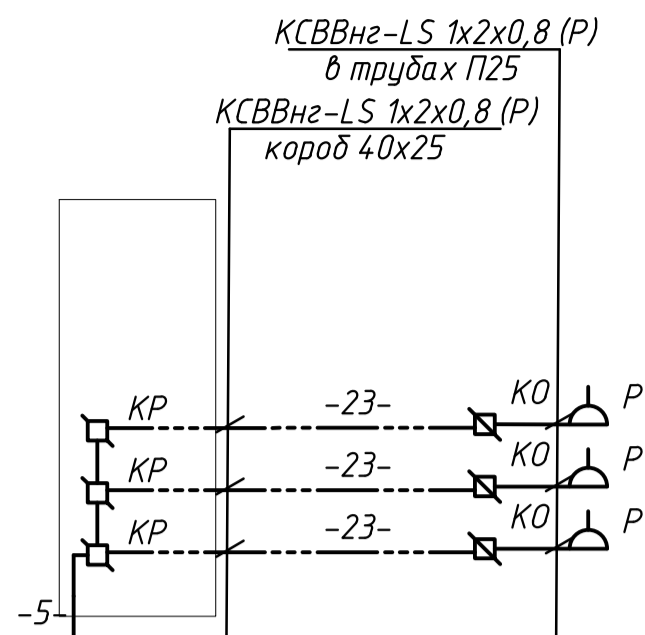 КСВВнг-LS 1х2х0,8 (Р)
в трубах П25
КСВВнг-LS 1х2х0,8 (Р)
короб 40х25
КР -23- КО Р
КР -23- КО Р
КР -23- КО Р
-5-